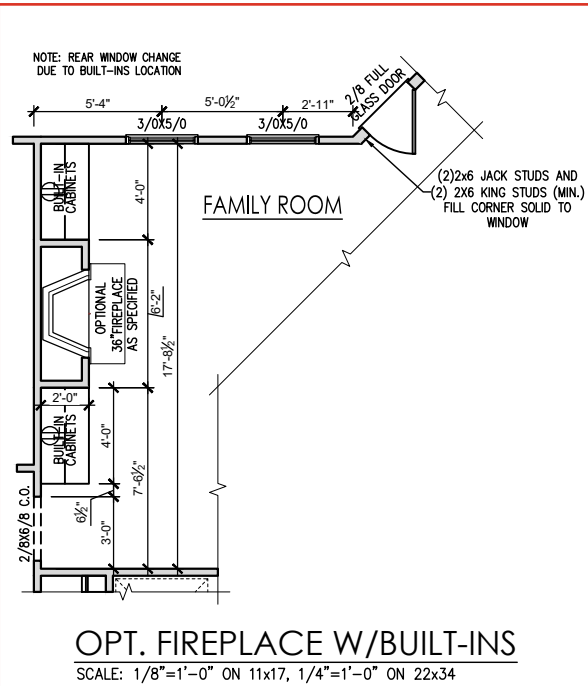 NOTE: REAR WINDOW CHANGE
DUE TO BUILT-INS LOCATION
5'-4"
5'-0½"
2'-11"
2/8 FULL
GLASS DOOR
3/0X5/0
3/0X5/0
(2)2x6 JACK STUDS AND
(2) 2X6 KING STUDS (MIN.)
FILL CORNER SOLID TO
WINDOW
BUILT-IN
CABINETS
4'-0"
FAMILY ROOM
OPTIONAL
36"FIREPLACE
AS SPECIFIED
6'-2"
17'-8½"
2'-0"
BUILT-IN
CABINETS
4'-0"
7'-6½"
6½"
3'-0"
2/8X6/8 C.O.
OPT. FIREPLACE W/BUILT-INS
SCALE: 1/8"=1'-0" ON 11x17, 1/4"=1'-0" ON 22x34